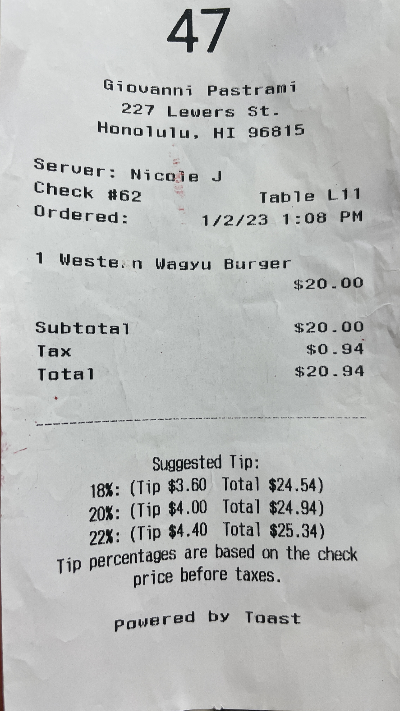 47
Giovanni Pastrami
227 Lewers St.
Honolulu, HI 96815
Server: Nicole J
Check #62 Table L11
Ordered: 1/2/23 1:08 PM
1 Western Wagyu Burger
$20.00
Subtotal $20.00
Tax $0.94
Total $20.94
Suggested Tip:
18%: (Tip $3.60 Total $24.54)
20%: (Tip $4.00 Total $24.94)
22%: (Tip $4.40 Total $25.34)
Tip percentages are based on the check
price before taxes.
Powered by Toast